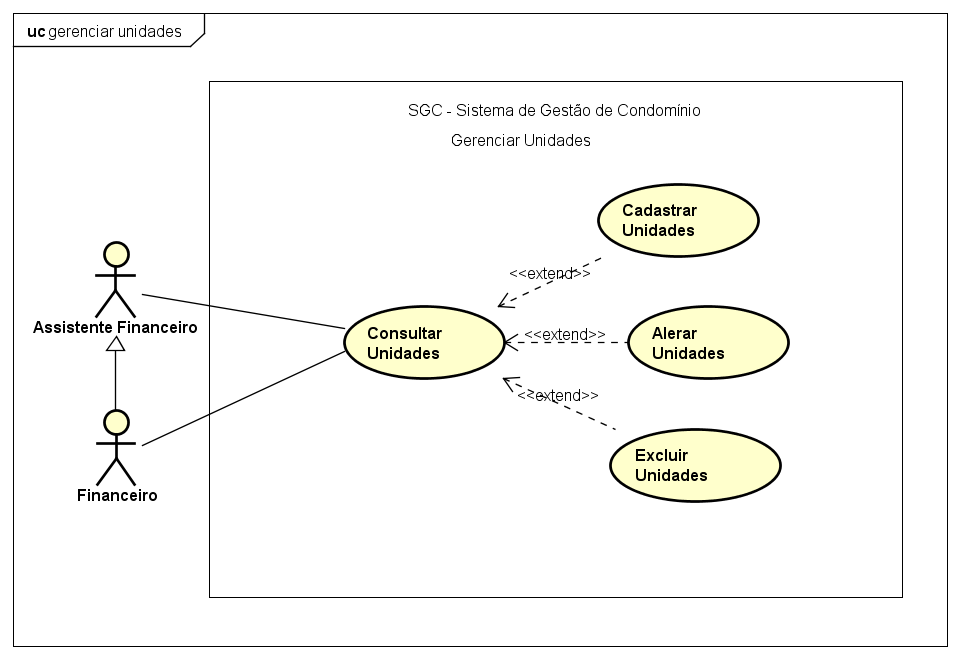 uc gerenciar unidades
SGC - Sistema de Gestão de Condomínio
Gerenciar Unidades
Cadastrar
Unidades
<<extend>>
Assistente Financeiro
Consultar
Unidades
<<extend>>
Alerar
Unidades
<<extend>>
Excluir
Unidades
Financeiro